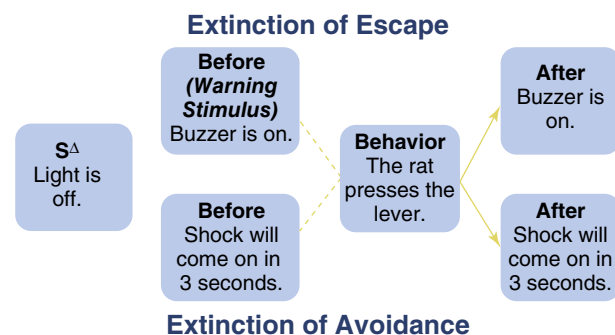 Extinction of Escape
Before
(Warning
Stimulus)
Buzzer is on.
After
Buzzer is
on.
SΔ
Light is
off.
Behavior
The rat
presses the
lever.
Before
Shock will
come on in
3 seconds.
After
Shock will
come on in
3 seconds.
Extinction of Avoidance